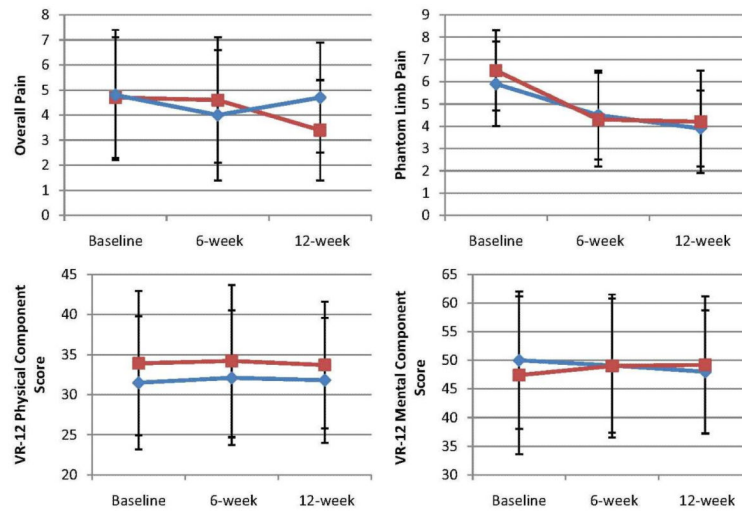 8
7
6
5
4
3
2
1
0
Overall Pain
Baseline
6-week
12-week
9
8
7
6
5
4
3
2
1
0
Phantom Limb Pain
Baseline
6-week
12-week
45
40
35
30
25
20
VR-12 Physical Component
Score
Baseline
6-week
12-week
65
60
55
50
45
40
35
30
VR-12 Mental Component
Score
Baseline
6-week
12-week